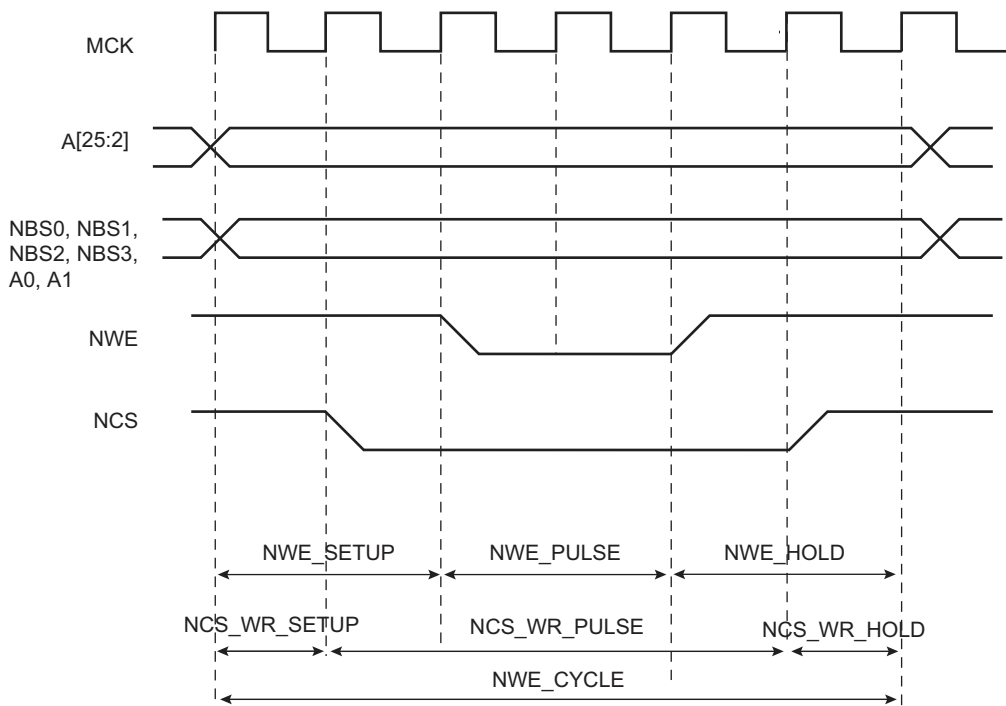 MCK
A[25:2]
NBS0, NBS1,
NBS2, NBS3,
A0, A1
NWE
NCS
NWE_SETUP
NWE_PULSE
NWE_HOLD
NCS_WR_SETUP
NCS_WR_PULSE
NCS_WR_HOLD
NWE_CYCLE